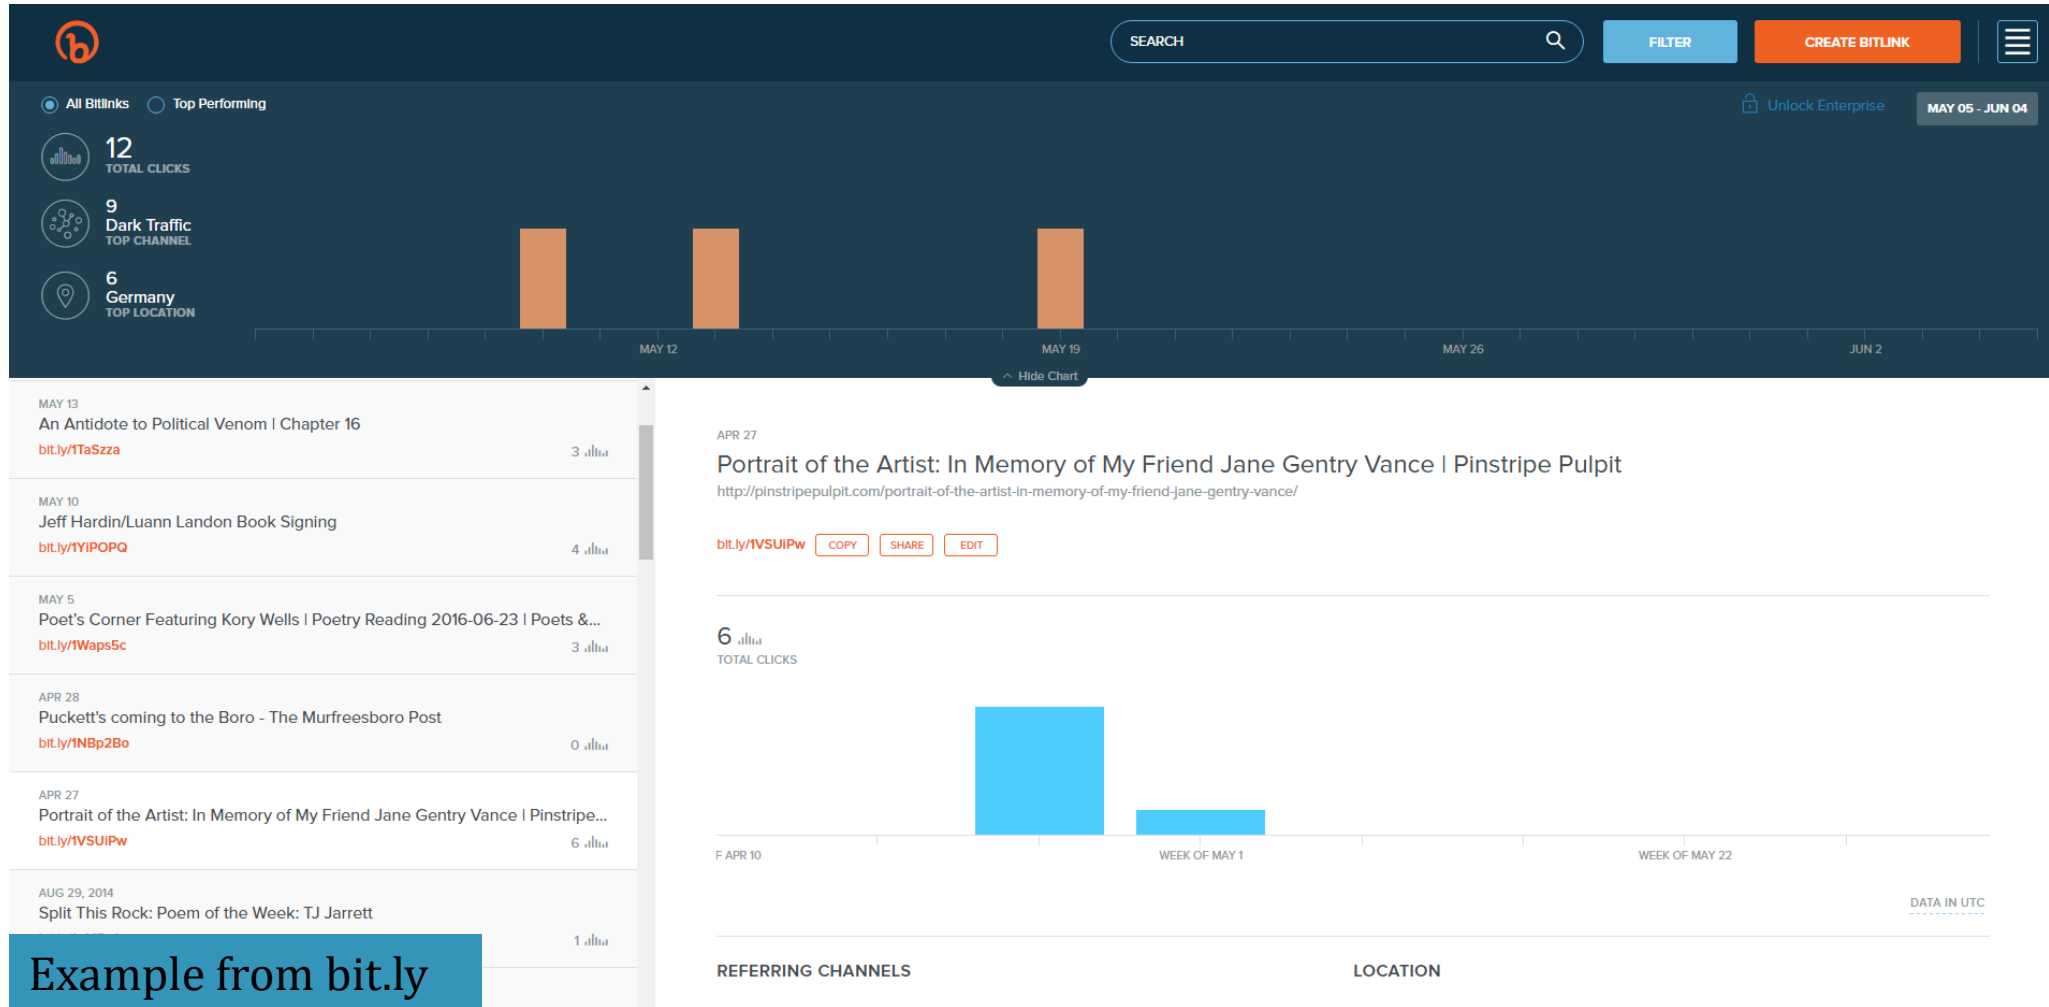 SEARCH
FILTER
CREATE BITLINK
All Bitlinks
Top Performing
Unlock Enterprise
MAY 05 - JUN 04
12
TOTAL CLICKS
9
Dark Traffic
TOP CHANNEL
6
Germany
TOP LOCATION
MAY 12
MAY 19
MAY 26
JUN 2
Hide Chart
MAY 13
An Antidote to Political Venom | Chapter 16
bit.ly/1TaSzza
3
MAY 10
Jeff Hardin/Luann Landon Book Signing
bit.ly/1YiPOPQ
4
MAY 5
Poet's Corner Featuring Kory Wells | Poetry Reading 2016-06-23 | Poets &...
bit.ly/1Waps5c
3
APR 28
Puckett's coming to the Boro - The Murfreesboro Post
bit.ly/1NBp2Bo
0
APR 27
Portrait of the Artist: In Memory of My Friend Jane Gentry Vance | Pinstripe...
bit.ly/1VSUiPw
6
AUG 29, 2014
Split This Rock: Poem of the Week: TJ Jarrett
1
Example from bit.ly
APR 27
Portrait of the Artist: In Memory of My Friend Jane Gentry Vance | Pinstripe Pulpit
http://pinstripepulpit.com/portrait-of-the-artist-in-memory-of-my-friend-jane-gentry-vance/
bit.ly/1VSUiPw
COPY
SHARE
EDIT
6
TOTAL CLICKS
F APR 10
WEEK OF MAY 1
WEEK OF MAY 22
DATA IN UTC
REFERRING CHANNELS
LOCATION